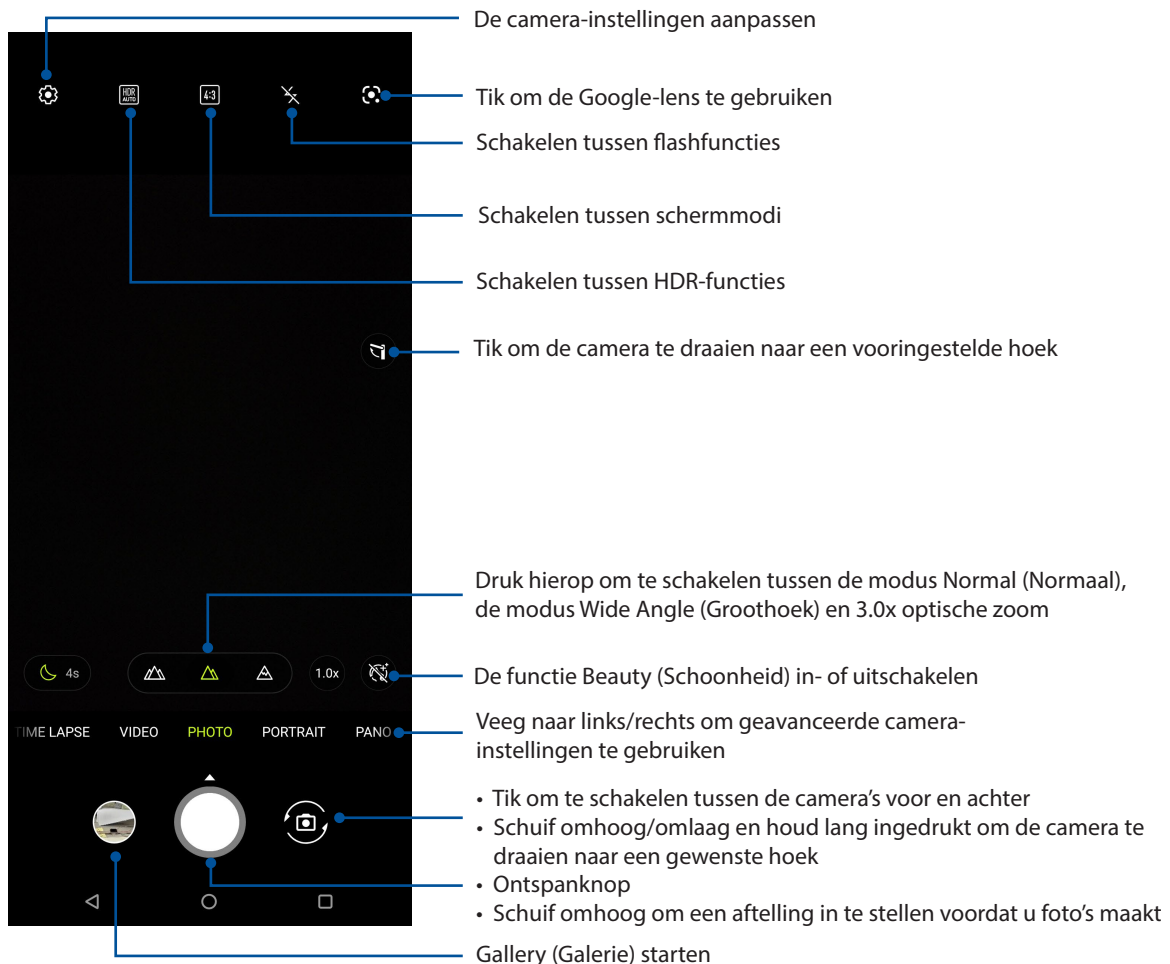 De camera-instellingen aanpassen
HDR
AUTO
4:3
Tik om de Google-lens te gebruiken
Schakelen tussen flashfuncties
Schakelen tussen schermmodi
Schakelen tussen HDR-functies
Tik om de camera te draaien naar een vooringestelde hoek
Druk hierop om te schakelen tussen de modus Normal (Normaal),
de modus Wide Angle (Groothoek) en 3.0x optische zoom
4s
1.0x
De functie Beauty (Schoonheid) in- of uitschakelen
TIME LAPSE VIDEO PHOTO PORTRAIT PANO
Veeg naar links/rechts om geavanceerde camera-
instellingen te gebruiken
• Tik om te schakelen tussen de camera’s voor en achter
• Schuif omhoog/omlaag en houd lang ingedrukt om de camera te
draaien naar een gewenste hoek
• Ontspanknop
• Schuif omhoog om een aftelling in te stellen voordat u foto’s maakt
Gallery (Galerie) starten